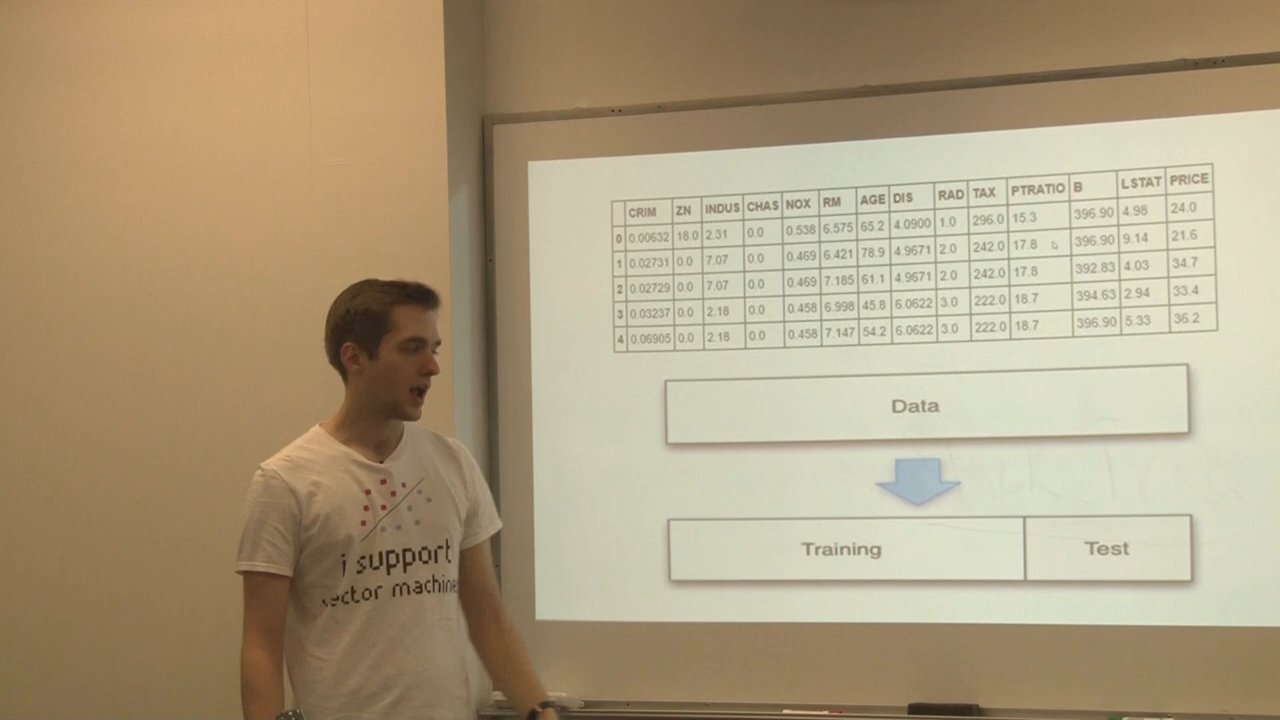 CRIM ZN INDUS CHAS NOX RM AGE DIS RAD TAX PTRATIO B LSTAT PRICE
0 0.00632 18.0 2.31 0.0 0.538 6.575 65.2 4.0900 1.0 296.0 15.3 396.90 4.98 24.0
1 0.02731 0.0 7.07 0.0 0.469 6.421 78.9 4.9671 2.0 242.0 17.8 396.90 9.14 21.6
2 0.02729 0.0 7.07 0.0 0.469 7.185 61.1 4.9671 2.0 242.0 17.8 392.83 4.03 34.7
3 0.03237 0.0 2.18 0.0 0.458 6.998 45.8 6.0622 3.0 222.0 18.7 394.63 2.94 33.4
4 0.06905 0.0 2.18 0.0 0.458 7.147 54.2 6.0622 3.0 222.0 18.7 396.90 5.33 36.2
Data
Training Test
i support
vector machines